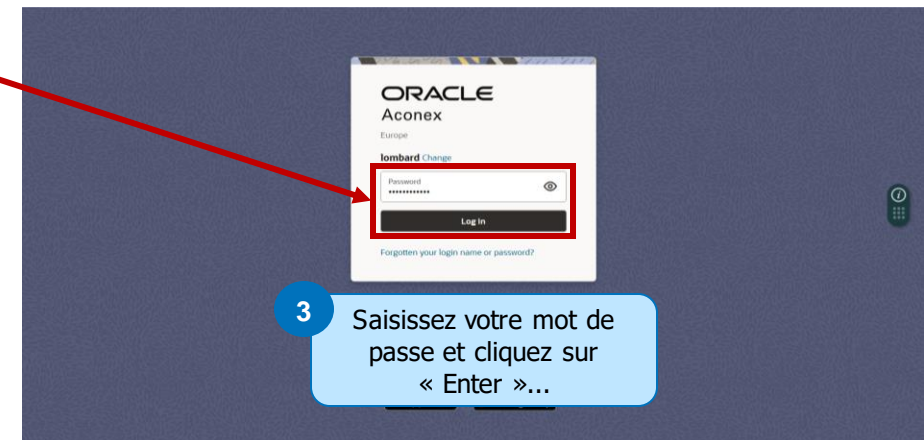 ORACLE
Aconex
Europe
lombard Change
Password
••••••••••••
Log in
Forgotten your login name or password?
3
Saisissez votre mot de
passe et cliquez sur
« Enter »...